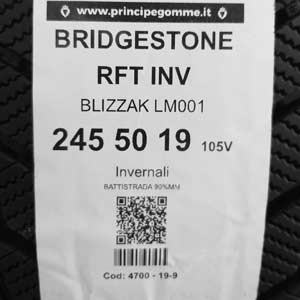 www.principegomme.it
BRIDGESTONE
RFT INV
BLIZZAK LM001
245 50 19 105V
Invernali
BATTISTRADA 90%MM
Cod: 4700 - 19-9